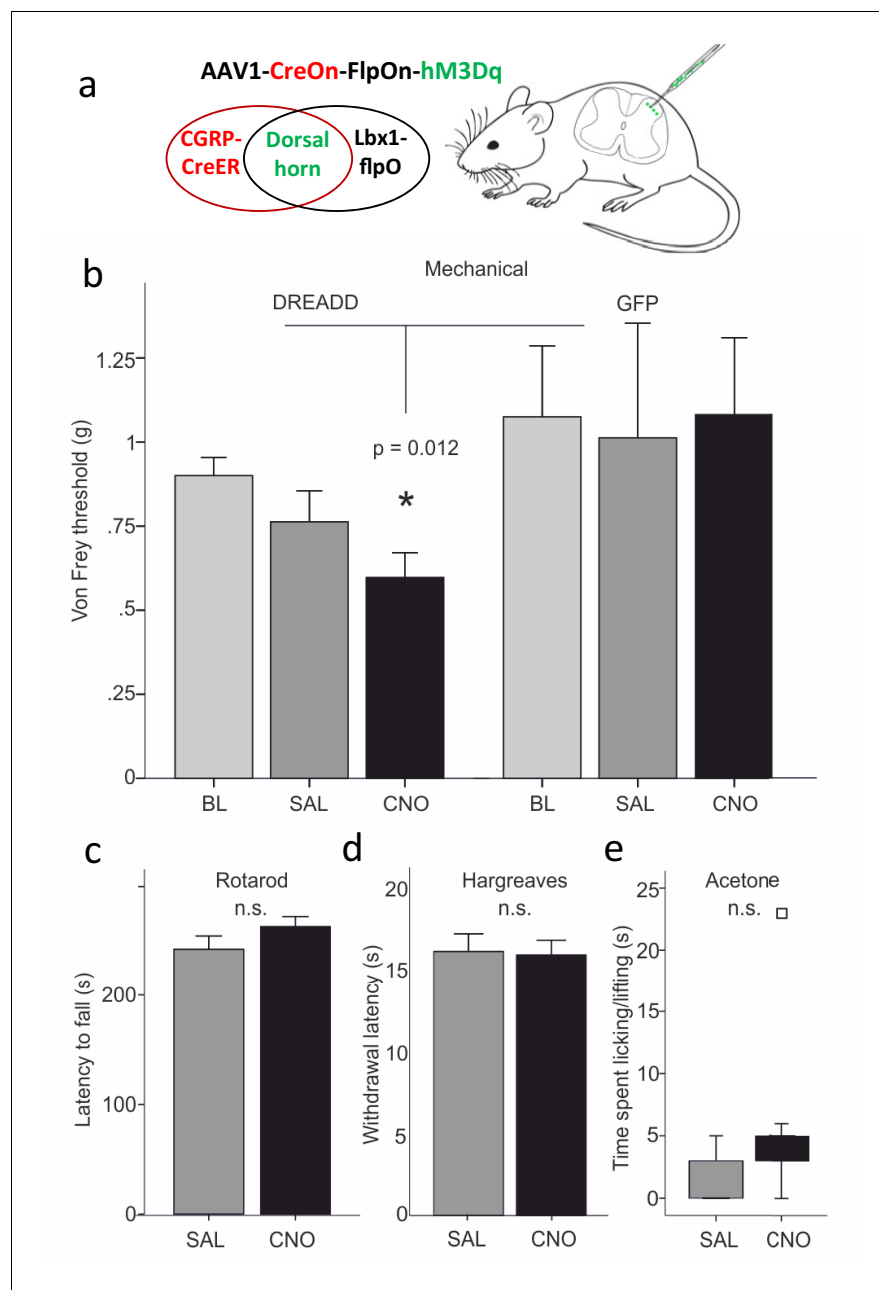 a
AAV1-CreOn-FlpOn-hM3Dq
CGRP-
CreER
Dorsal
horn
Lbx1-
flpO
b
Mechanical
DREADD
GFP
Von Frey threshold (g)
1.25
1
.75
.5
.25
0
p = 0.012
*
BL
SAL
CNO
BL
SAL
CNO
c
Rotarod
n.s.
Latency to fall (s)
200
100
0
SAL
CNO
d
Hargreaves
n.s.
Withdrawal latency (s)
20
15
10
5
0
SAL
CNO
e
Acetone
n.s.
Time spent licking/lifting (s)
25
20
15
10
5
0
SAL
CNO